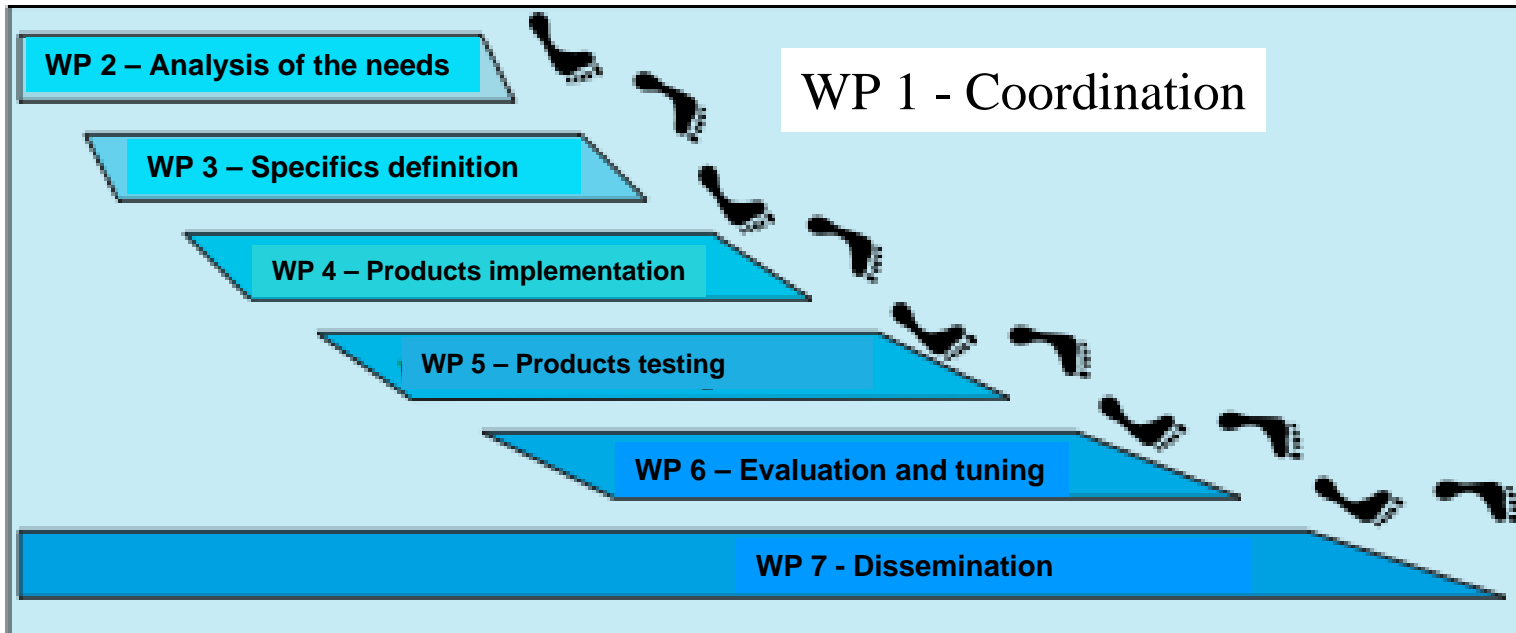 WP 2 – Analysis of the needs
WP 1 - Coordination
WP 3 – Specifics definition
WP 4 – Products implementation
WP 5 – Products testing
WP 6 – Evaluation and tuning
WP 7 - Dissemination